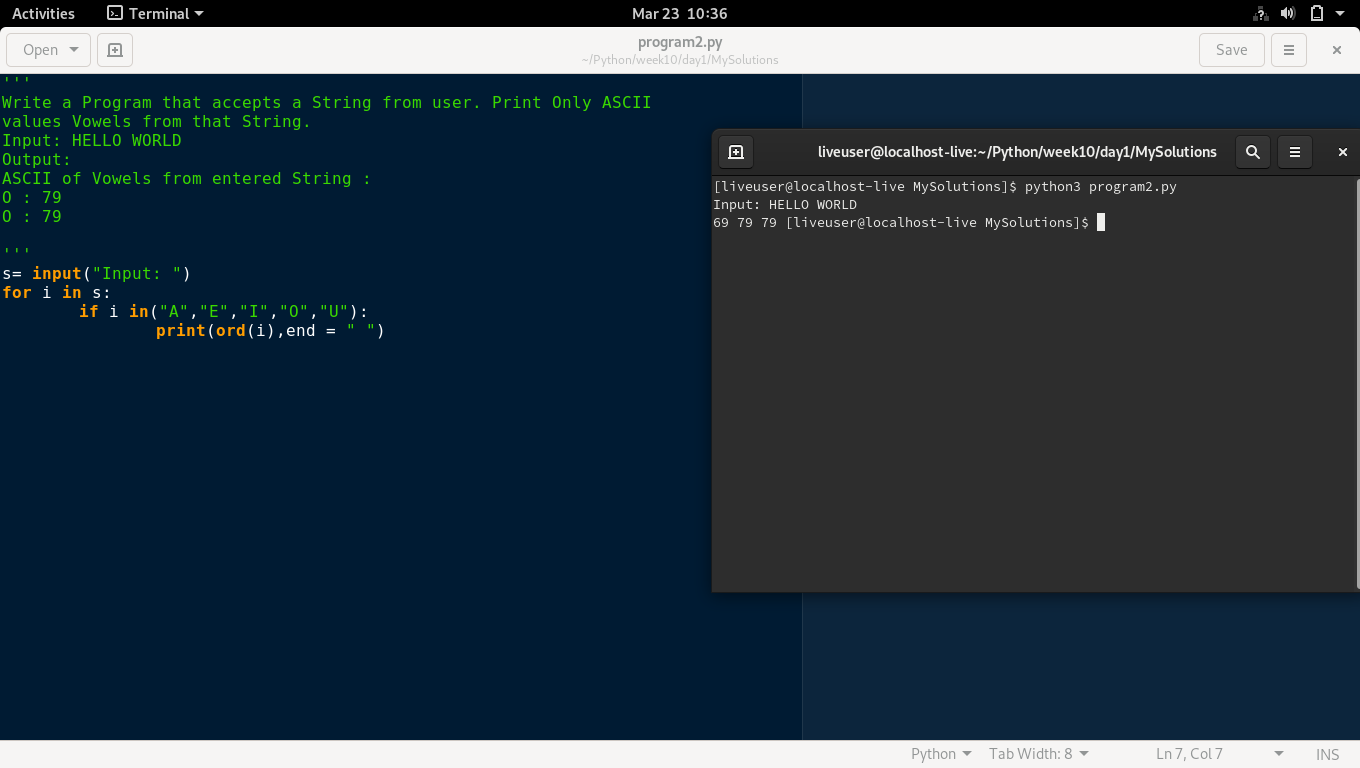 Activities Terminal Mar 23 10:36
Open program2.py Save
~/Python/week10/day1/MySolutions
'''
Write a Program that accepts a String from user. Print Only ASCII
values Vowels from that String.
Input: HELLO WORLD
Output:
ASCII of Vowels from entered String :
O : 79
O : 79
'''
s= input("Input: ")
for i in s:
if i in("A","E","I","O","U"):
print(ord(i),end = " ")
liveuser@localhost-live:~/Python/week10/day1/MySolutions
[liveuser@localhost-live MySolutions]$ python3 program2.py
Input: HELLO WORLD
69 79 79 [liveuser@localhost-live MySolutions]$
Python Tab Width: 8 Ln 7, Col 7 INS